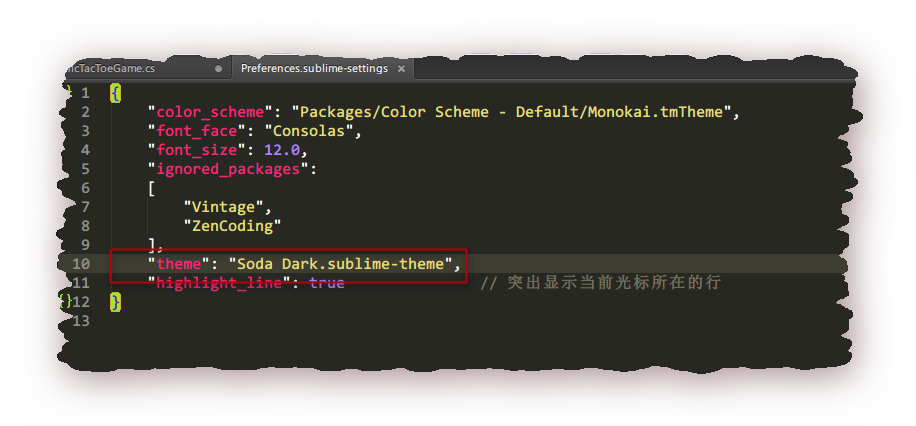 icTacToeGame.cs
Preferences.sublime-settings ×
{} 1 {
2 "color_scheme": "Packages/Color Scheme - Default/Monokai.tmTheme",
3 "font_face": "Consolas",
4 "font_size": 12.0,
5 "ignored_packages":
6 [
7 "Vintage",
8 "ZenCoding"
9 ],
10 "theme": "Soda Dark.sublime-theme",
11 "highlight_line": true // 突出显示当前光标所在的行
{} 12 }
13